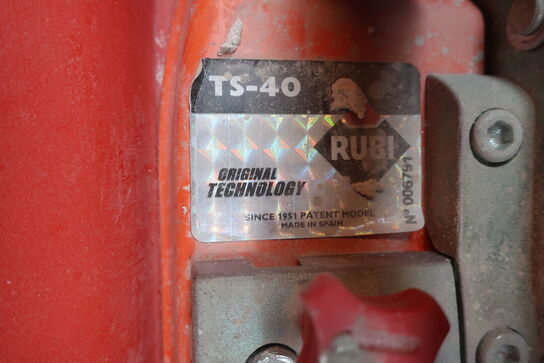 TS-40
RUBI
ORIGINAL
TECHNOLOGY
SINCE 1951 PATENT MODEL
MADE IN SPAIN
Nº 006791